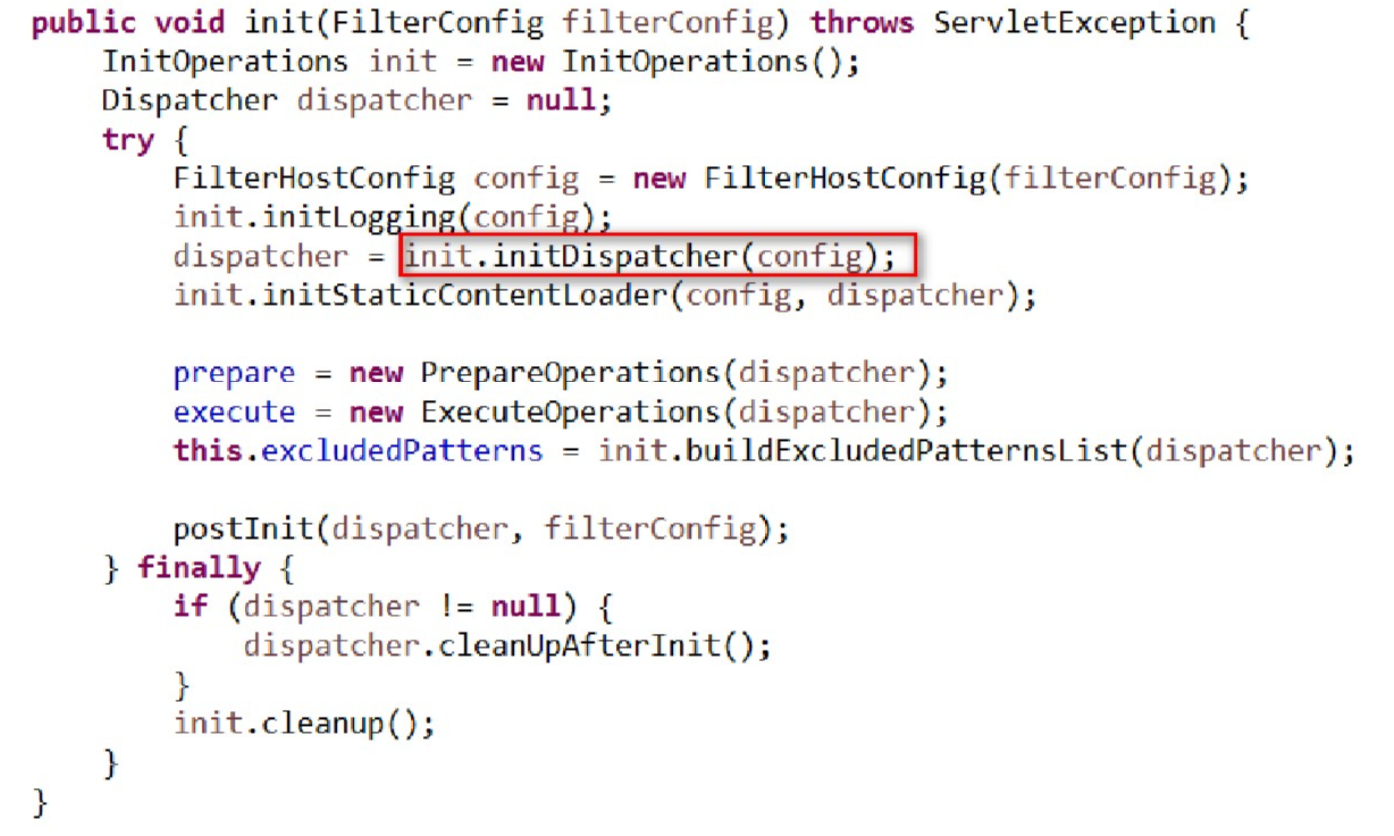 public void init(FilterConfig filterConfig) throws ServletException {
    InitOperations init = new InitOperations();
    Dispatcher dispatcher = null;
    try {
        FilterHostConfig config = new FilterHostConfig(filterConfig);
        init.initLogging(config);
        dispatcher = init.initDispatcher(config);
        init.initStaticContentLoader(config, dispatcher);

        prepare = new PrepareOperations(dispatcher);
        execute = new ExecuteOperations(dispatcher);
        this.excludedPatterns = init.buildExcludedPatternsList(dispatcher);

        postInit(dispatcher, filterConfig);
    } finally {
        if (dispatcher != null) {
            dispatcher.cleanUpAfterInit();
        }
        init.cleanup();
    }
}